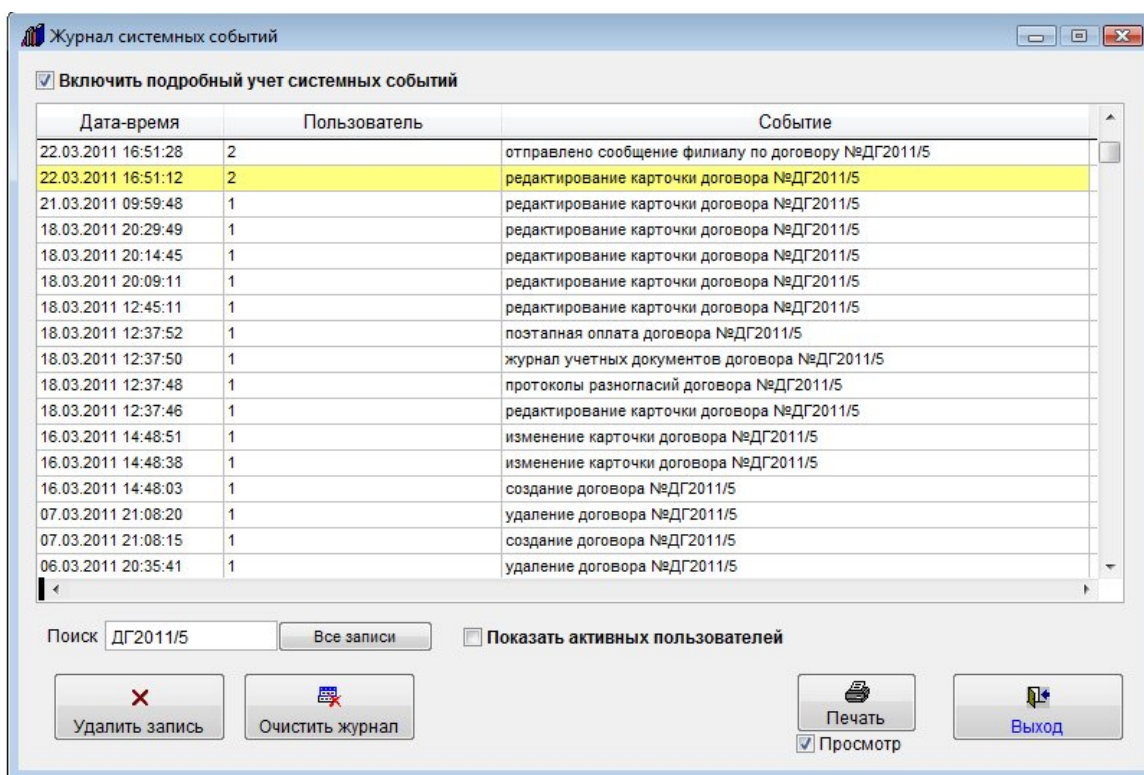 Журнал системных событий
Включить подробный учет системных событий
Дата-время Пользователь Событие
22.03.2011 16:51:28 2 отправлено сообщение филиалу по договору №ДГ2011/5
22.03.2011 16:51:12 2 редактирование карточки договора №ДГ2011/5
21.03.2011 09:59:48 1 редактирование карточки договора №ДГ2011/5
18.03.2011 20:29:49 1 редактирование карточки договора №ДГ2011/5
18.03.2011 20:14:45 1 редактирование карточки договора №ДГ2011/5
18.03.2011 20:09:11 1 редактирование карточки договора №ДГ2011/5
18.03.2011 12:45:11 1 редактирование карточки договора №ДГ2011/5
18.03.2011 12:37:52 1 поэтапная оплата договора №ДГ2011/5
18.03.2011 12:37:50 1 журнал учетных документов договора №ДГ2011/5
18.03.2011 12:37:48 1 протоколы разногласий договора №ДГ2011/5
18.03.2011 12:37:46 1 редактирование карточки договора №ДГ2011/5
16.03.2011 14:48:51 1 изменение карточки договора №ДГ2011/5
16.03.2011 14:48:38 1 изменение карточки договора №ДГ2011/5
16.03.2011 14:48:03 1 создание договора №ДГ2011/5
07.03.2011 21:08:20 1 удаление договора №ДГ2011/5
07.03.2011 21:08:15 1 создание договора №ДГ2011/5
06.03.2011 20:35:41 1 удаление договора №ДГ2011/5
Поиск ДГ2011/5 Все записи Показать активных пользователей
Удалить запись Очистить журнал Печать Выход
Просмотр